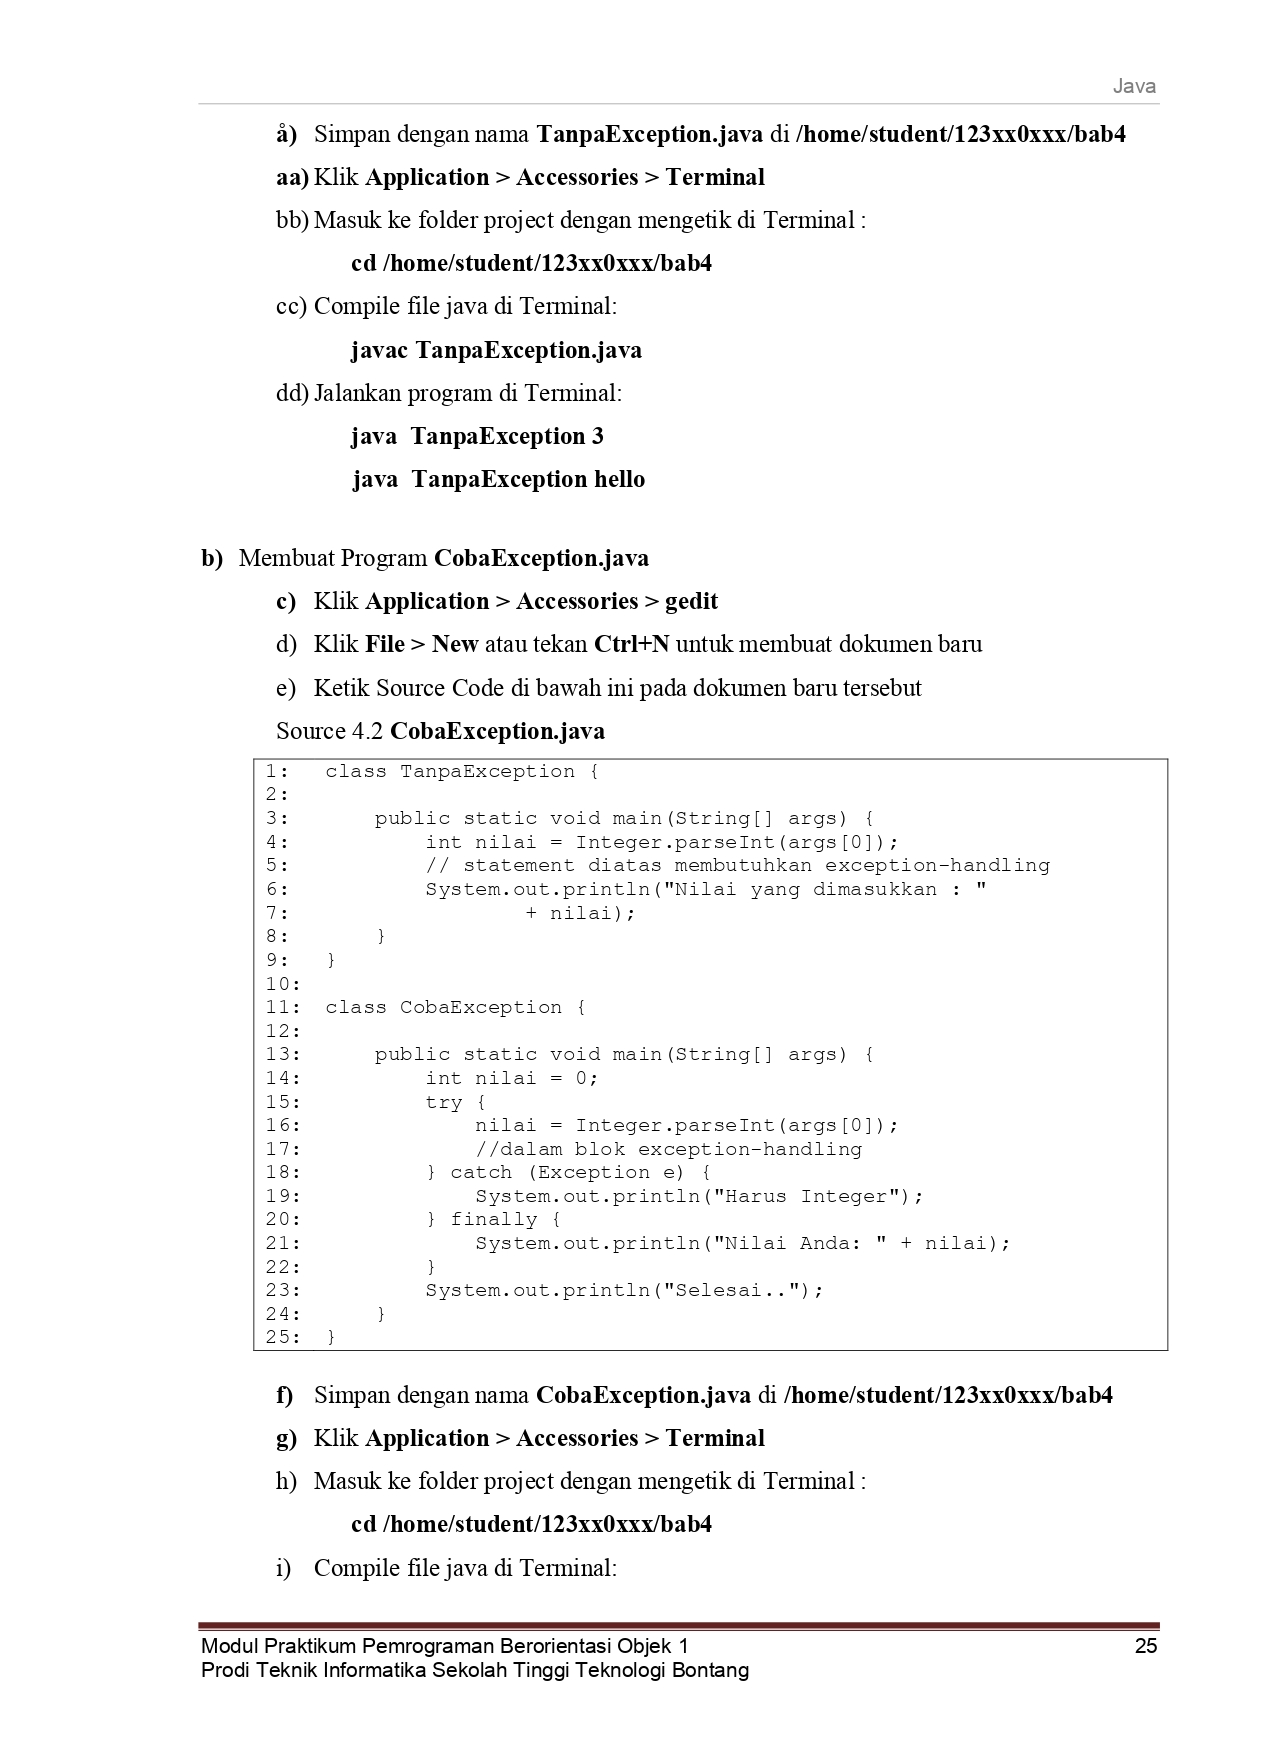 Java
å) Simpan dengan nama TanpaException.java di /home/student/123xx0xxx/bab4
aa) Klik Application > Accessories > Terminal
bb) Masuk ke folder project dengan mengetik di Terminal :
cd /home/student/123xx0xxx/bab4
cc) Compile file java di Terminal:
javac TanpaException.java
dd) Jalankan program di Terminal:
java  TanpaException 3
java  TanpaException hello
b) Membuat Program CobaException.java
c) Klik Application > Accessories > gedit
d) Klik File > New atau tekan Ctrl+N untuk membuat dokumen baru
e) Ketik Source Code di bawah ini pada dokumen baru tersebut
Source 4.2 CobaException.java
1:  class TanpaException {
2:
3:      public static void main(String[] args) {
4:          int nilai = Integer.parseInt(args[0]);
5:          // statement diatas membutuhkan exception-handling
6:          System.out.println("Nilai yang dimasukkan : "
7:                  + nilai);
8:      }
9:  }
10:
11: class CobaException {
12:
13:     public static void main(String[] args) {
14:         int nilai = 0;
15:         try {
16:             nilai = Integer.parseInt(args[0]);
17:             //dalam blok exception-handling
18:         } catch (Exception e) {
19:             System.out.println("Harus Integer");
20:         } finally {
21:             System.out.println("Nilai Anda: " + nilai);
22:         }
23:         System.out.println("Selesai..");
24:     }
25: }
f) Simpan dengan nama CobaException.java di /home/student/123xx0xxx/bab4
g) Klik Application > Accessories > Terminal
h) Masuk ke folder project dengan mengetik di Terminal :
cd /home/student/123xx0xxx/bab4
i) Compile file java di Terminal:
Modul Praktikum Pemrograman Berorientasi Objek 1 25
Prodi Teknik Informatika Sekolah Tinggi Teknologi Bontang